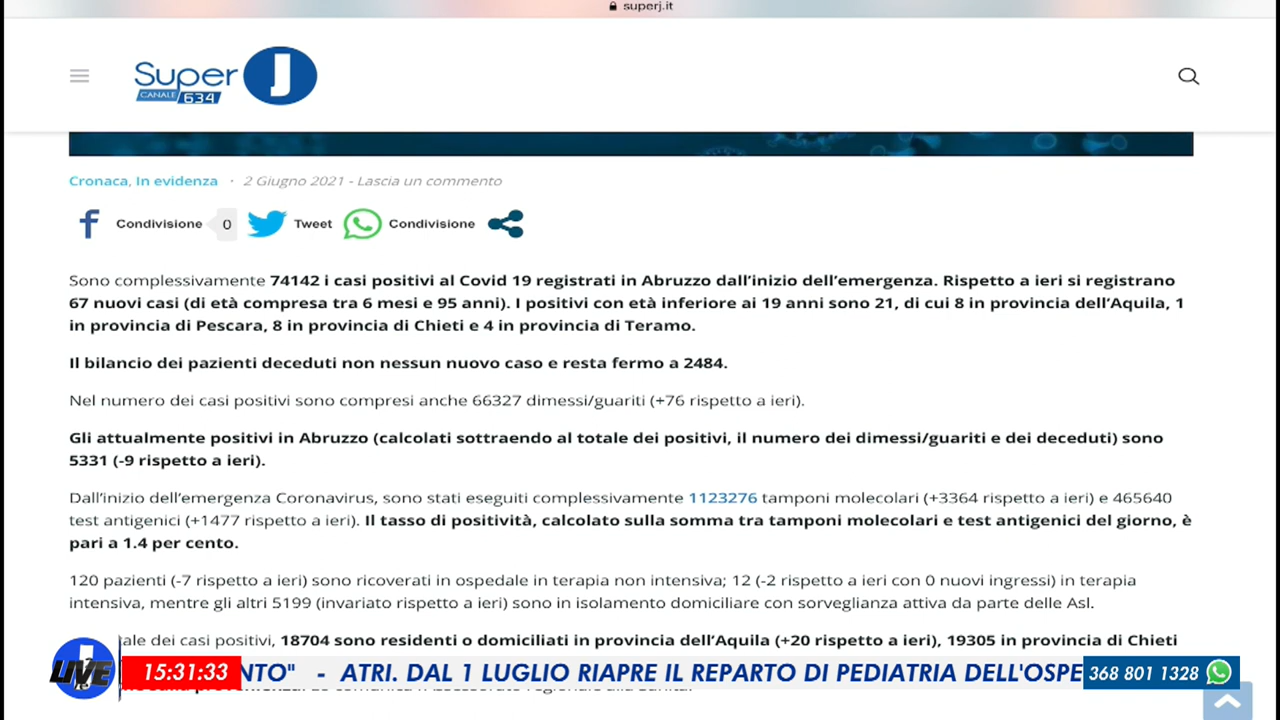 superj.it
Super J
CANALE 634
Cronaca, In evidenza · 2 Giugno 2021 - Lascia un commento
Condivisione 0 Tweet Condivisione
Sono complessivamente 74142 i casi positivi al Covid 19 registrati in Abruzzo dall'inizio dell'emergenza. Rispetto a ieri si registrano
67 nuovi casi (di età compresa tra 6 mesi e 95 anni). I positivi con età inferiore ai 19 anni sono 21, di cui 8 in provincia dell'Aquila, 1
in provincia di Pescara, 8 in provincia di Chieti e 4 in provincia di Teramo.
Il bilancio dei pazienti deceduti non nessun nuovo caso e resta fermo a 2484.
Nel numero dei casi positivi sono compresi anche 66327 dimessi/guariti (+76 rispetto a ieri).
Gli attualmente positivi in Abruzzo (calcolati sottraendo al totale dei positivi, il numero dei dimessi/guariti e dei deceduti) sono
5331 (-9 rispetto a ieri).
Dall'inizio dell'emergenza Coronavirus, sono stati eseguiti complessivamente 1123276 tamponi molecolari (+3364 rispetto a ieri) e 465640
test antigenici (+1477 rispetto a ieri). Il tasso di positività, calcolato sulla somma tra tamponi molecolari e test antigenici del giorno, è
pari a 1.4 per cento.
120 pazienti (-7 rispetto a ieri) sono ricoverati in ospedale in terapia non intensiva; 12 (-2 rispetto a ieri con 0 nuovi ingressi) in terapia
intensiva, mentre gli altri 5199 (invariato rispetto a ieri) sono in isolamento domiciliare con sorveglianza attiva da parte delle Asl.
ale dei casi positivi, 18704 sono residenti o domiciliati in provincia dell'Aquila (+20 rispetto a ieri), 19305 in provincia di Chieti
LIVE 15:31:33 NTO" - ATRI. DAL 1 LUGLIO RIAPRE IL REPARTO DI PEDIATRIA DELL'OSPE 368 801 1328